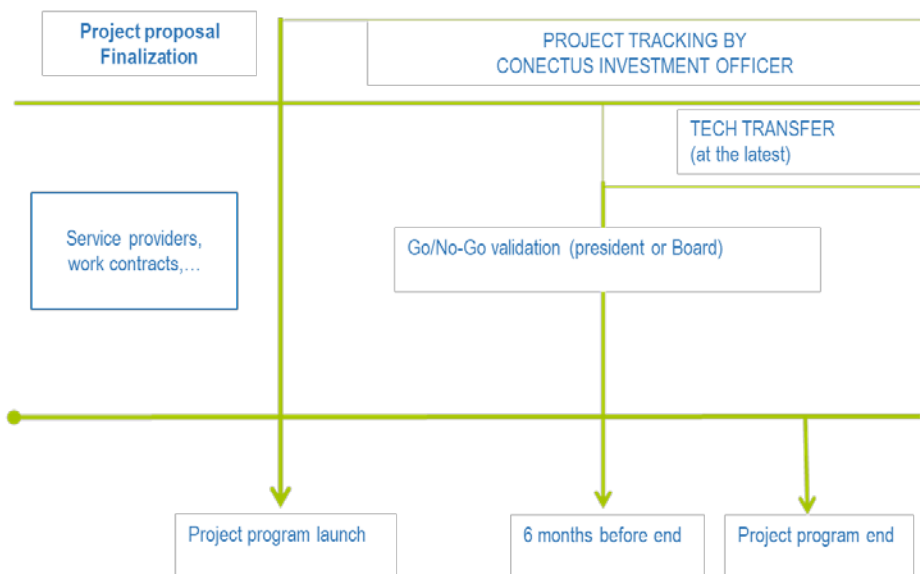 Project proposal
Finalization
PROJECT TRACKING BY
CONECTUS INVESTMENT OFFICER
TECH TRANSFER
(at the latest)
Service providers,
work contracts,…
Go/No-Go validation (president or Board)
Project program launch
6 months before end
Project program end